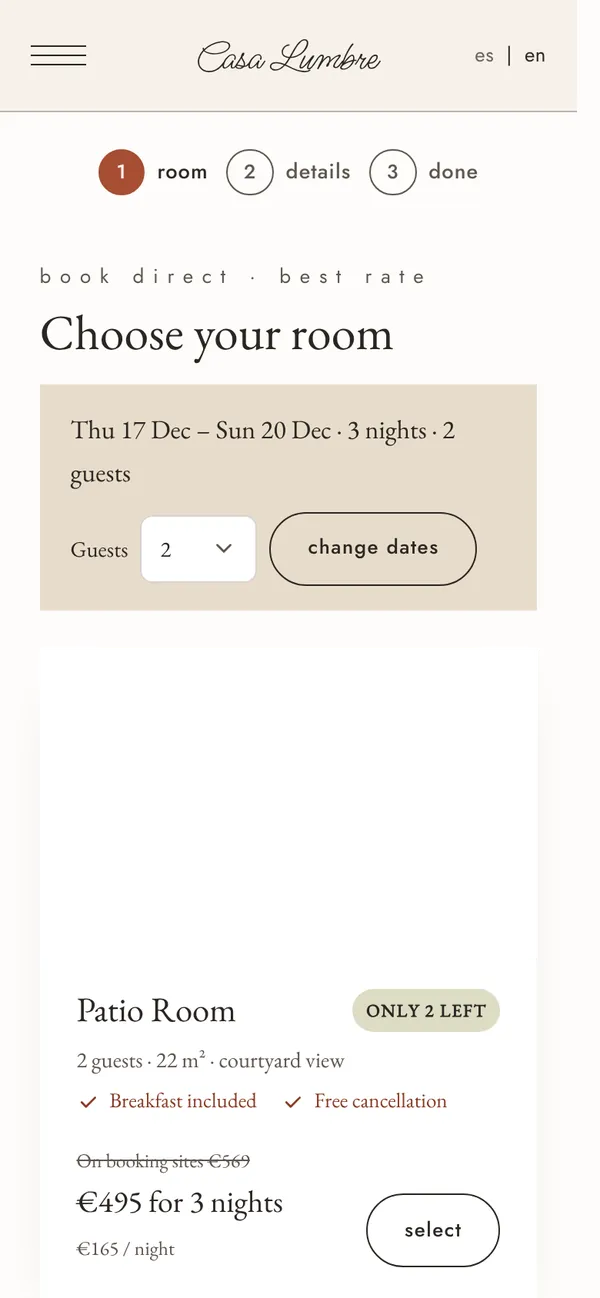 Casa Lumbre
es | en
1 room 2 details 3 done
book direct · best rate
Choose your room
Thu 17 Dec – Sun 20 Dec · 3 nights · 2
guests
Guests 2 change dates
Patio Room ONLY 2 LEFT
2 guests · 22 m² · courtyard view
Breakfast included Free cancellation
On booking sites €569
€495 for 3 nights
€165 / night
select